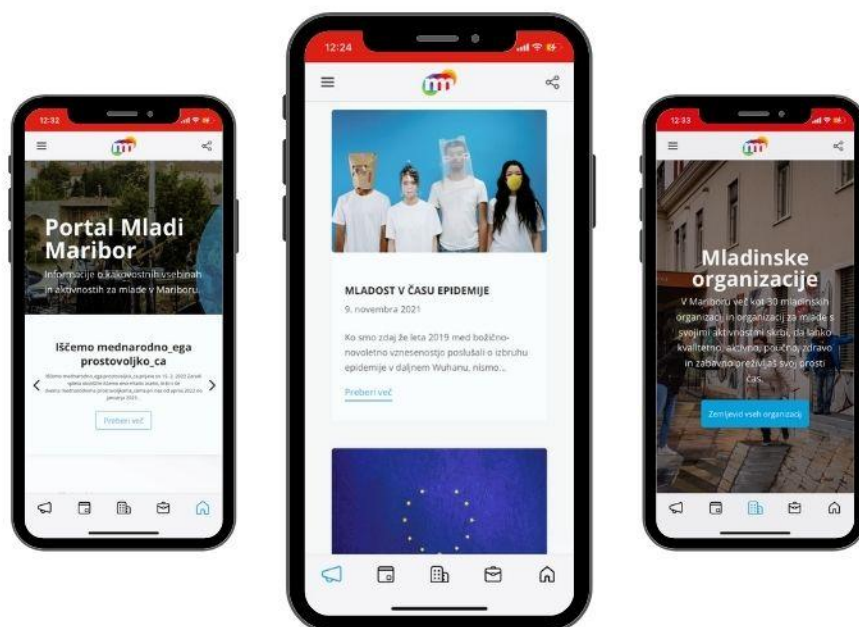 12:32
Portal Mladi
Maribor
Informacije o kakovostnih vsebinah
in aktivnostih za mlade v Mariboru.
Iščemo mednarodno_ega
prostovoljko_ca
Preberi več
12:24
MLADOST V ČASU EPIDEMIJE
9. novembra 2021
Ko smo zdaj že leta 2019 med božično-
novoletno vznesenostjo poslušali o izbruhu
epidemije v daljnem Wuhanu, nismo...
Preberi več
12:33
Mladinske
organizacije
V Mariboru več kot 30 mladinskih
organizacij in organizacij za mlade s
svojimi aktivnostmi skrbi, da lahko
kvalitetno, aktivno, poučno, zdravo
in zabavno preživljaš svoj prosti
čas.
Zemljevid vseh organizacij